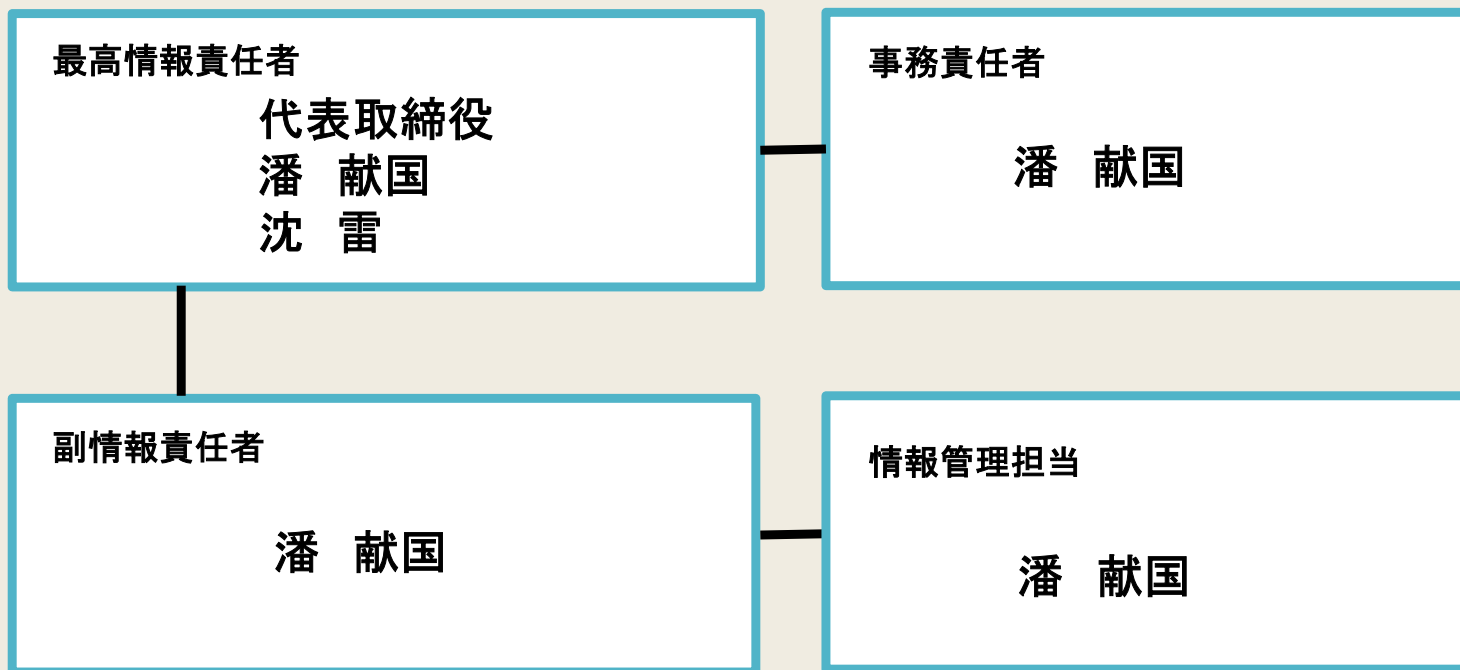 最高情報責任者
代表取締役
潘　献国
沈　雷
事務責任者
潘　献国
副情報責任者
潘　献国
情報管理担当
潘　献国